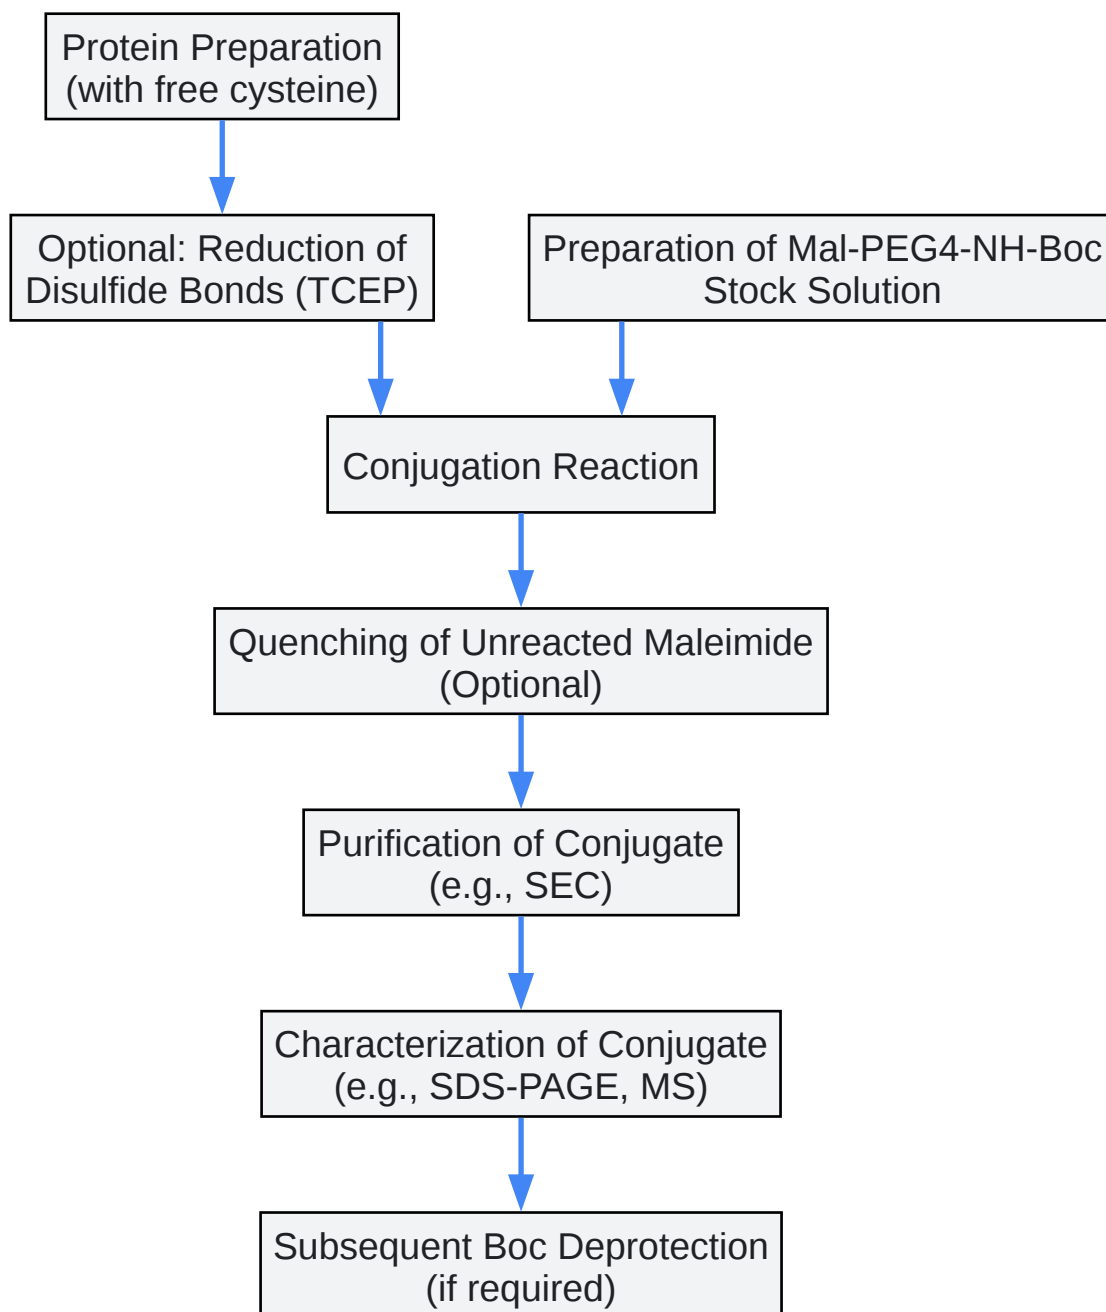 Protein Preparation
(with free cysteine)
Optional: Reduction of
Disulfide Bonds (TCEP)
Preparation of Mal-PEG4-NH-Boc
Stock Solution
Conjugation Reaction
Quenching of Unreacted Maleimide
(Optional)
Purification of Conjugate
(e.g., SEC)
Characterization of Conjugate
(e.g., SDS-PAGE, MS)
Subsequent Boc Deprotection
(if required)